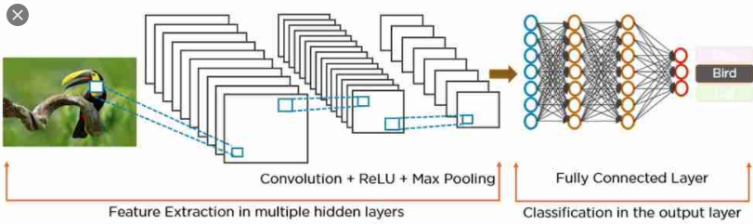 Bird
Convolution + ReLU + Max Pooling
Fully Connected Layer
Feature Extraction in multiple hidden layers
Classification in the output layer